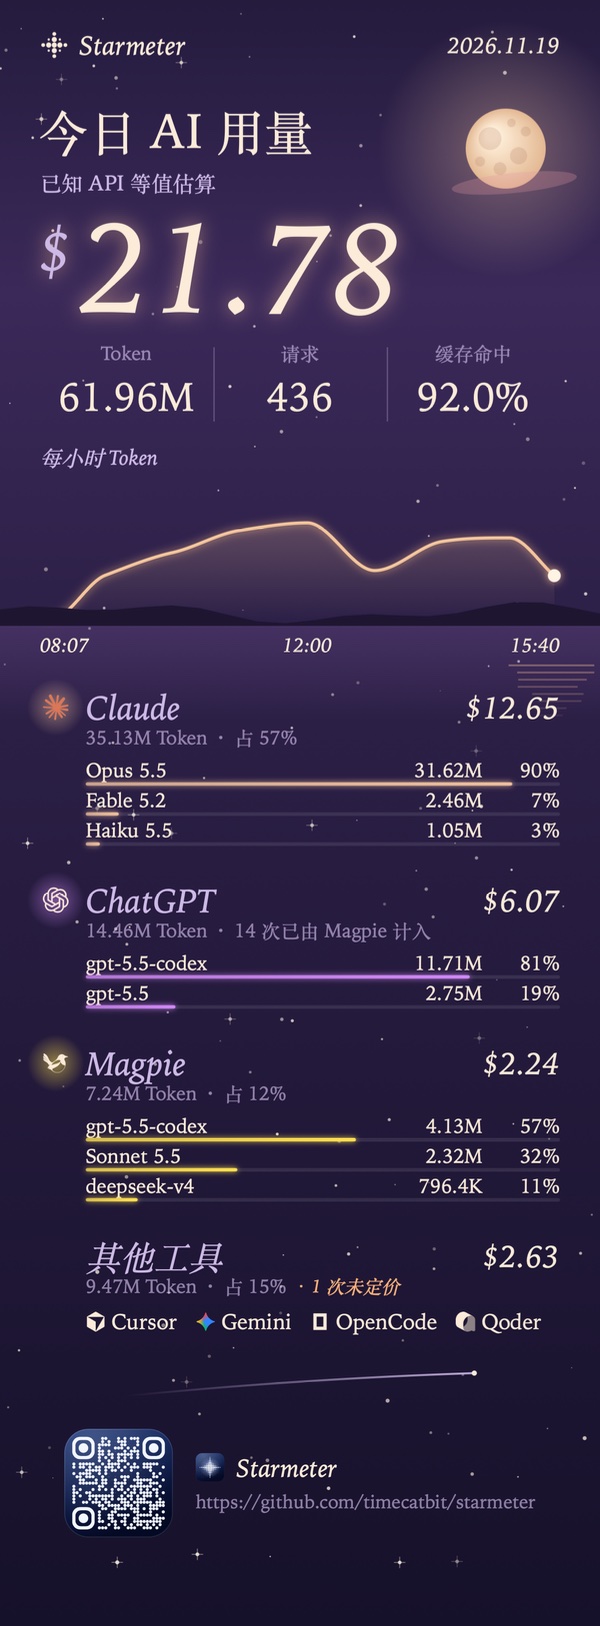 Starmeter 2026.11.19
今日 AI 用量
已知 API 等值估算
$21.78
Token 请求 缓存命中
61.96M 436 92.0%
每小时 Token
08:07 12:00 15:40
Claude $12.65
35.13M Token · 占 57%
Opus 5.5 31.62M 90%
Fable 5.2 2.46M 7%
Haiku 5.5 1.05M 3%
ChatGPT $6.07
14.46M Token · 14 次已由 Magpie 计入
gpt-5.5-codex 11.71M 81%
gpt-5.5 2.75M 19%
Magpie $2.24
7.24M Token · 占 12%
gpt-5.5-codex 4.13M 57%
Sonnet 5.5 2.32M 32%
deepseek-v4 796.4K 11%
其他工具 $2.63
9.47M Token · 占 15% · 1 次未定价
Cursor Gemini OpenCode Qoder
Starmeter
https://github.com/timecatbit/starmeter